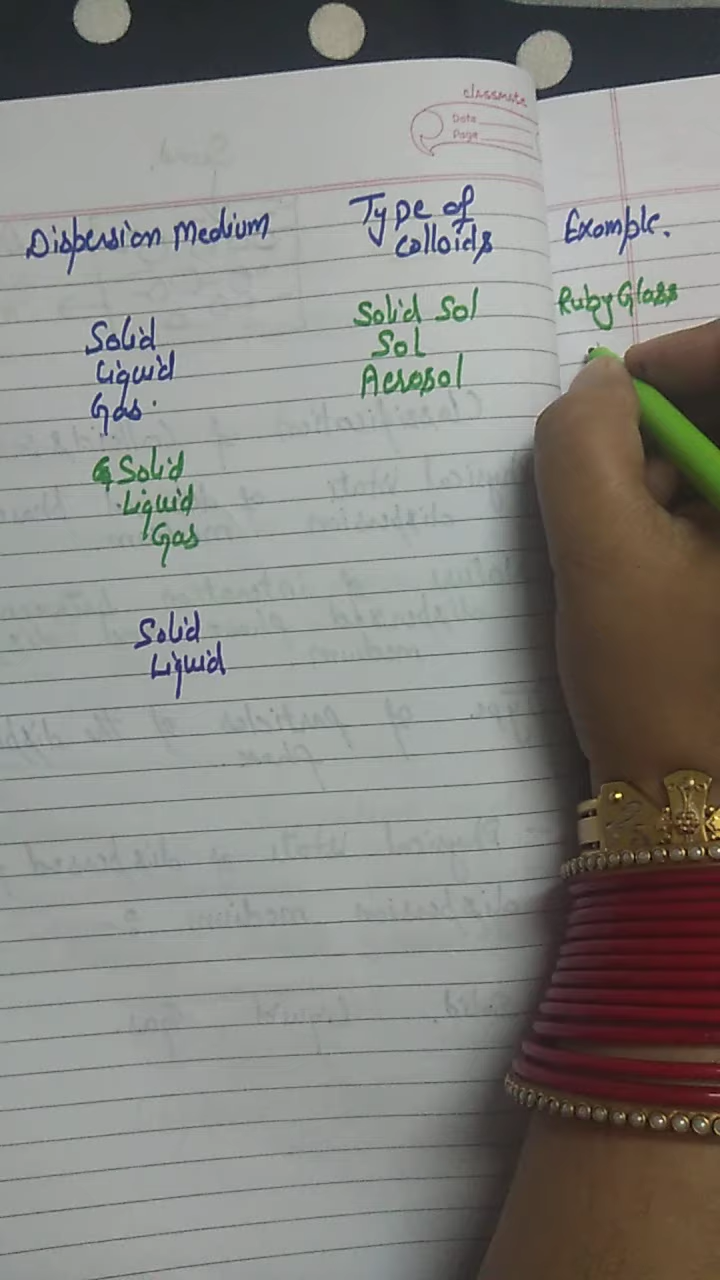 classmate
Date
Page
Dispersion Medium Type of Colloids Example.
Solid Solid Sol Ruby Glass
Liquid Sol
Gas. Aerosol
Solid
Liquid
Gas
Solid
Liquid